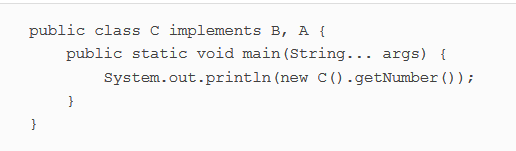 public class C implements B, A {
    public static void main(String... args) {
        System.out.println(new C().getNumber());
    }
}